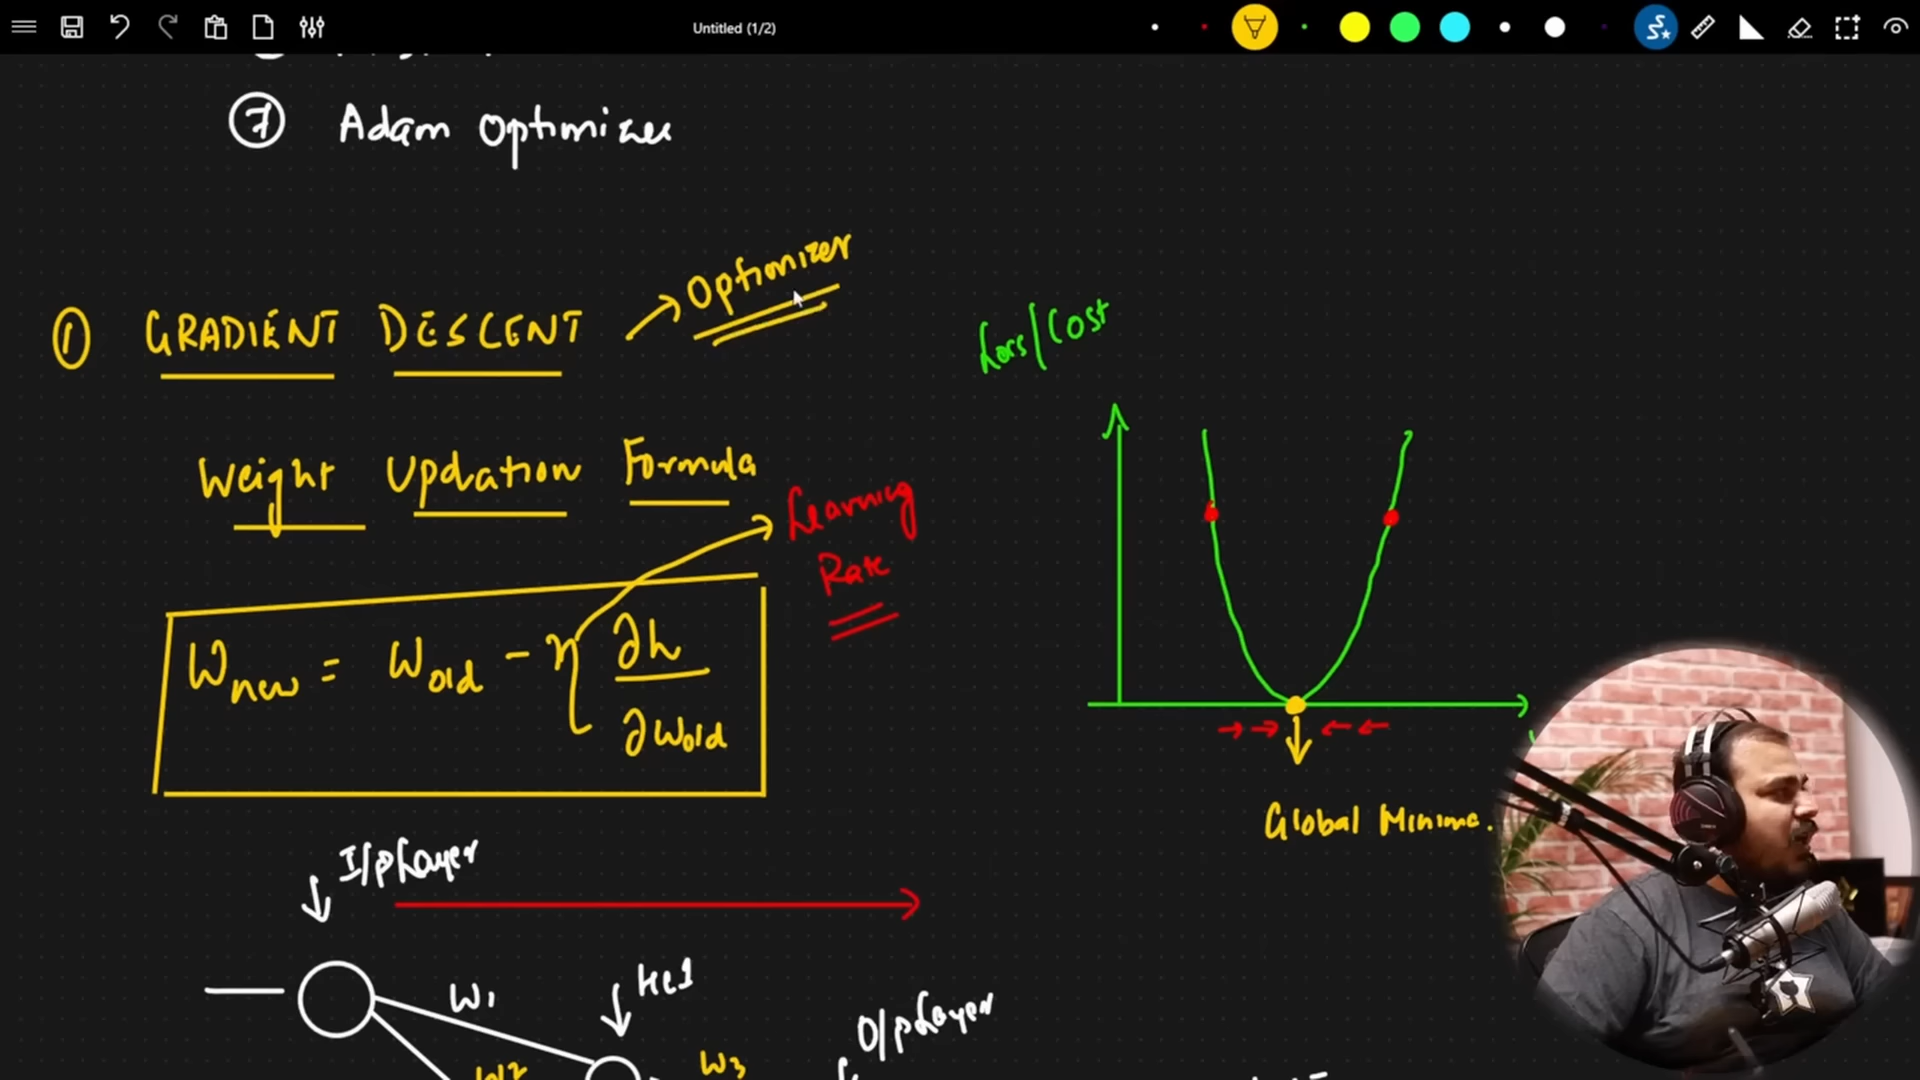 Untitled (1/2)
⑦ Adam Optimizer
① GRADIENT DESCENT → Optimizer
Loss/Cost
Weight Updation Formula
Learning
Rate
Wnew = Wold - η ∂L
∂Wold
Global Minima.
I/p Layer
W1
HL1
O/p Layer
W2
W3